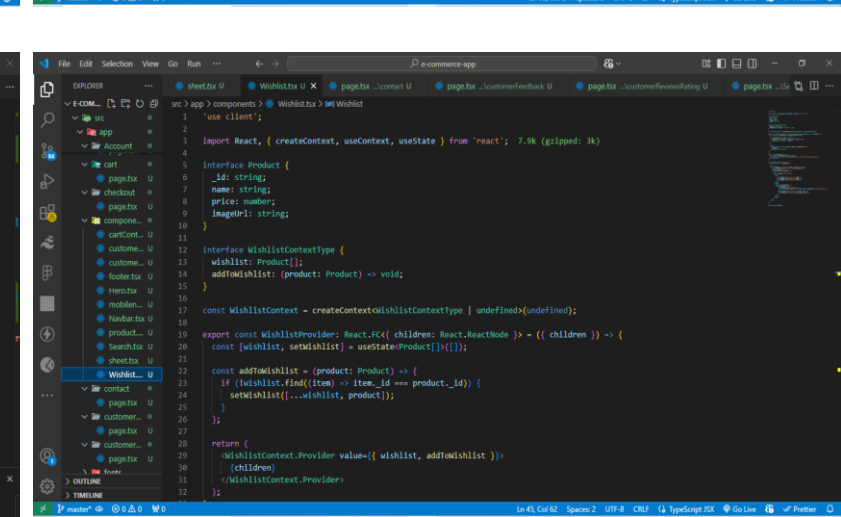 File Edit Selection View Go Run ... e-commerce-app
EXPLORER ...
sheet.tsx U Wishlist.tsx U page.tsx ...\contact U page.tsx ...\customerFeedback U page.tsx ...\customerReviewsRating U page.tsx
E-COM...
src > app > components > Wishlist.tsx > Wishlist
src
app
Account
cart
page.tsx U
checkout
page.tsx U
compone...
cartCont... U
custome... U
custome... U
footer.tsx U
Hero.tsx U
mobilen... U
Navbar.tsx U
product.... U
Search.tsx U
sheet.tsx U
Wishlist.... U
contact
page.tsx U
customer...
page.tsx U
customer...
page.tsx U
fonts
OUTLINE
TIMELINE
1 'use client';
2
3 import React, { createContext, useContext, useState } from 'react'; 7.9k (gzipped: 3k)
4
5 interface Product {
6 _id: string;
7 name: string;
8 price: number;
9 imageUrl: string;
10 }
11
12 interface WishlistContextType {
13 wishlist: Product[];
14 addToWishlist: (product: Product) => void;
15 }
16
17 const WishlistContext = createContext<WishlistContextType | undefined>(undefined);
18
19 export const WishlistProvider: React.FC<{ children: React.ReactNode }> = ({ children }) => {
20 const [wishlist, setWishlist] = useState<Product[]>([]);
21
22 const addToWishlist = (product: Product) => {
23 if (!wishlist.find((item) => item._id === product._id)) {
24 setWishlist([...wishlist, product]);
25 }
26 };
27
28 return (
29 <WishlistContext.Provider value={{ wishlist, addToWishlist }}>
30 {children}
31 </WishlistContext.Provider>
32 );
master* 0 0 0 Ln 45, Col 62 Spaces: 2 UTF-8 CRLF TypeScript JSX Go Live Prettier